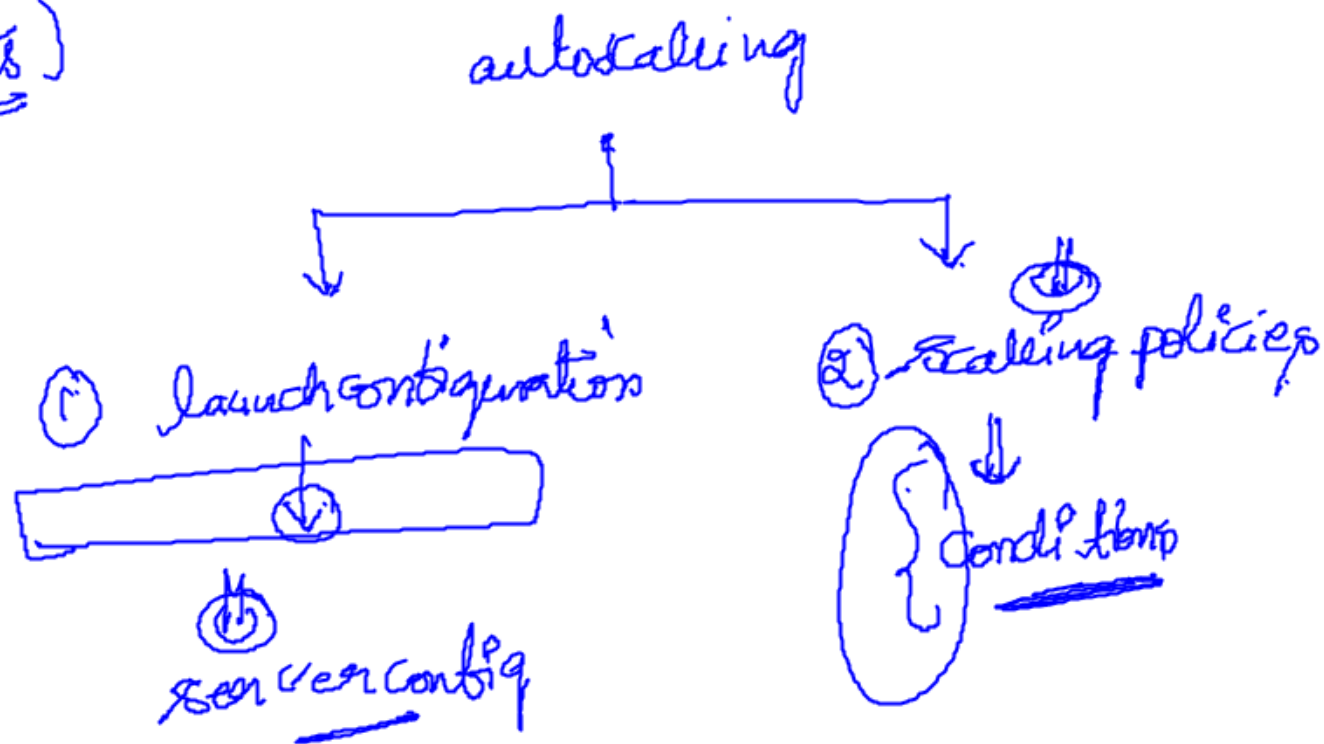 s)
autoscaling
① launch configuration
② scaling policies
conditions
server config